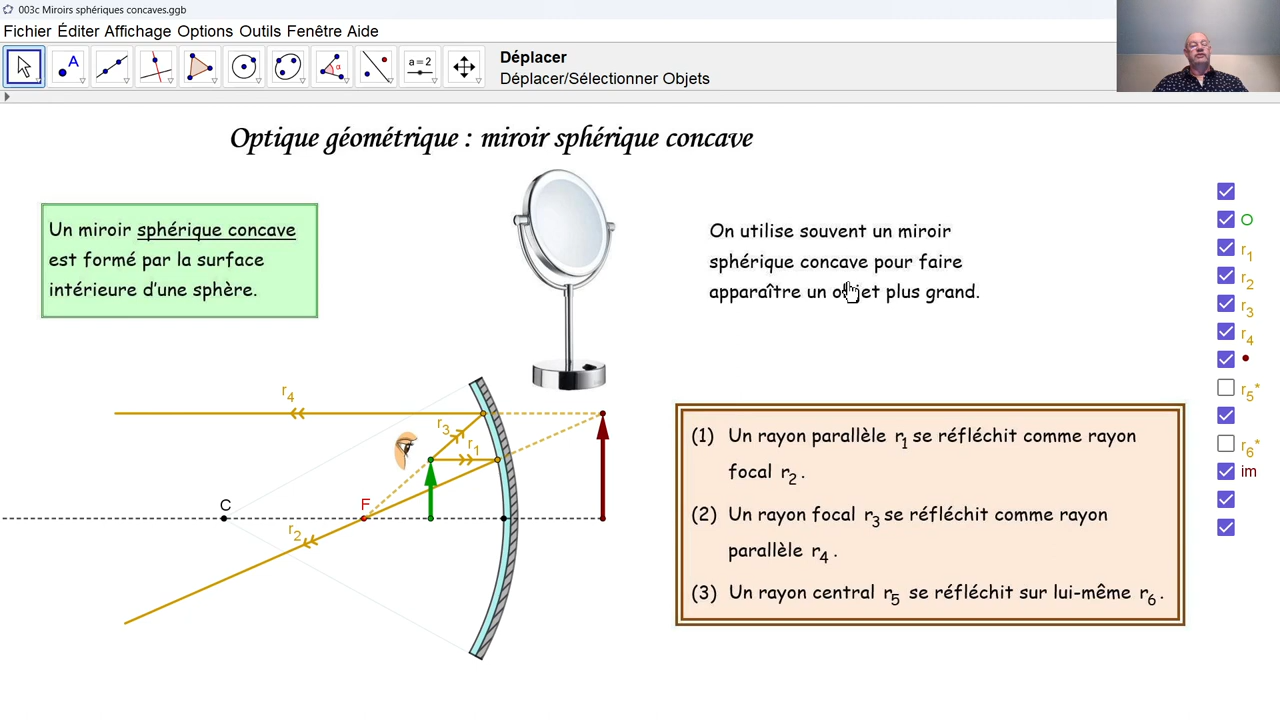 003c Miroirs sphériques concaves.ggb
Fichier Éditer Affichage Options Outils Fenêtre Aide
A
α
a=2
Déplacer
Déplacer/Sélectionner Objets
Optique géométrique : miroir sphérique concave
Un miroir sphérique concave
est formé par la surface
intérieure d'une sphère.
On utilise souvent un miroir
sphérique concave pour faire
apparaître un objet plus grand.
r4
r3
r1
C
F
r2
(1) Un rayon parallèle r1 se réfléchit comme rayon
focal r2 .
(2) Un rayon focal r3 se réfléchit comme rayon
parallèle r4 .
(3) Un rayon central r5 se réfléchit sur lui-même r6 .
r1
r2
r3
r4
r5*
r6*
im